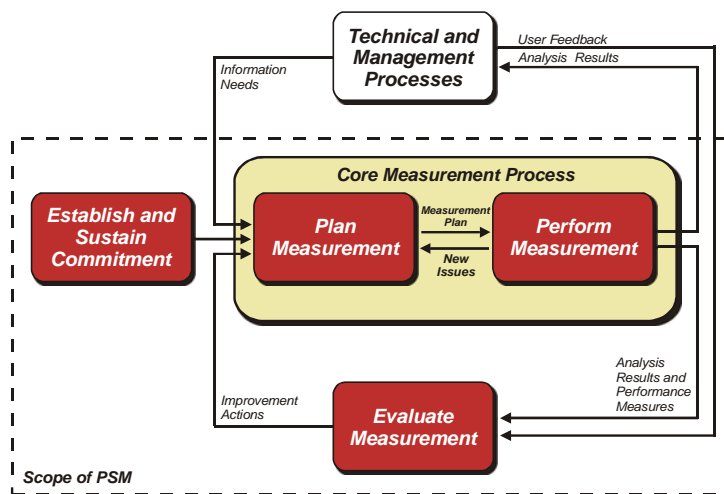 Technical and
Management
Processes
User Feedback
Analysis Results
Information
Needs
Core Measurement Process
Establish and
Sustain
Commitment
Plan
Measurement
Measurement
Plan
New
Issues
Perform
Measurement
Analysis
Results and
Performance
Measures
Improvement
Actions
Evaluate
Measurement
Scope of PSM